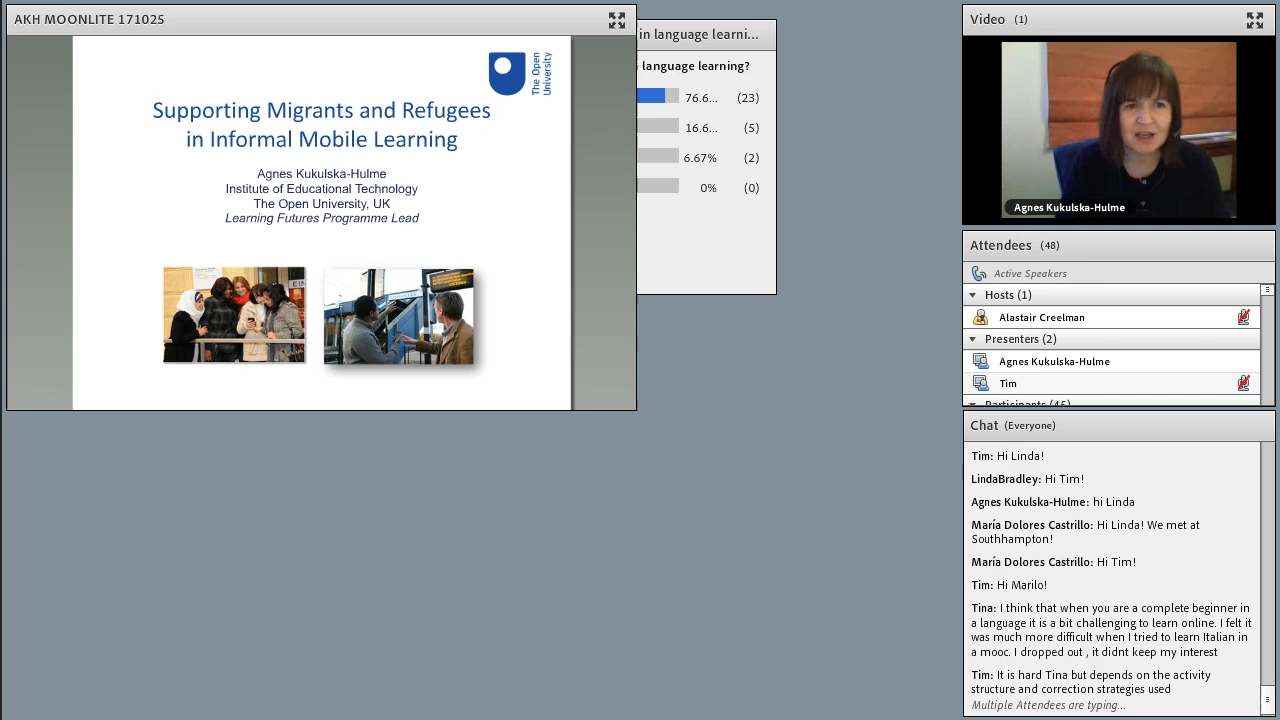 AKH MOONLITE 171025
The Open
University
Supporting Migrants and Refugees
in Informal Mobile Learning
Agnes Kukulska-Hulme
Institute of Educational Technology
The Open University, UK
Learning Futures Programme Lead
in language learni...
language learning?
76.6... (23)
16.6... (5)
6.67% (2)
0% (0)
Video (1)
Agnes Kukulska-Hulme
Attendees (48)
Active Speakers
Hosts (1)
Alastair Creelman
Presenters (2)
Agnes Kukulska-Hulme
Tim
Participants (45)
Chat (Everyone)
Tim: Hi Linda!
LindaBradley: Hi Tim!
Agnes Kukulska-Hulme: hi Linda
María Dolores Castrillo: Hi Linda! We met at
Southhampton!
María Dolores Castrillo: Hi Tim!
Tim: Hi Marilo!
Tina: I think that when you are a complete beginner in
a language it is a bit challenging to learn online. I felt it
was much more difficult when I tried to learn Italian in
a mooc. I dropped out , it didnt keep my interest
Tim: It is hard Tina but depends on the activity
structure and correction strategies used
Multiple Attendees are typing...